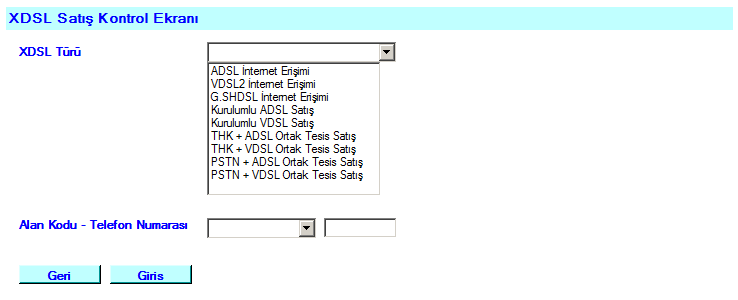 XDSL Satış Kontrol Ekranı
XDSL Türü
ADSL İnternet Erişimi
VDSL2 İnternet Erişimi
G.SHDSL İnternet Erişimi
Kurulumlu ADSL Satış
Kurulumlu VDSL Satış
THK + ADSL Ortak Tesis Satış
THK + VDSL Ortak Tesis Satış
PSTN + ADSL Ortak Tesis Satış
PSTN + VDSL Ortak Tesis Satış
Alan Kodu - Telefon Numarası
Geri Giris